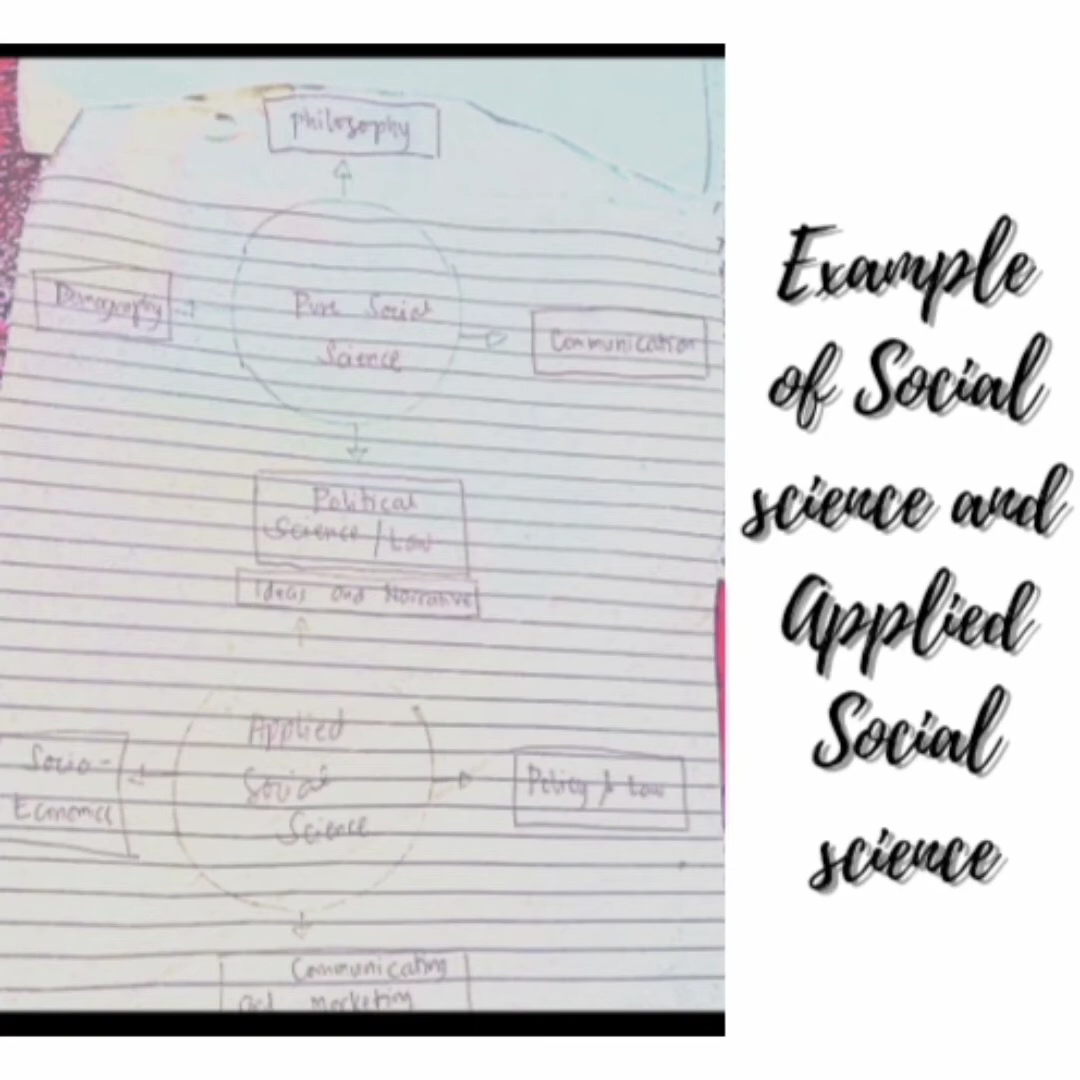 philosophy
Demography
Pure Social
Science
Communication
Political
Science / Law
Ideas and Narrative
Applied
Social
Science
Socio-
Economic
Policy & Law
Communicating
and marketing
Example
of Social
science and
Applied
Social
science